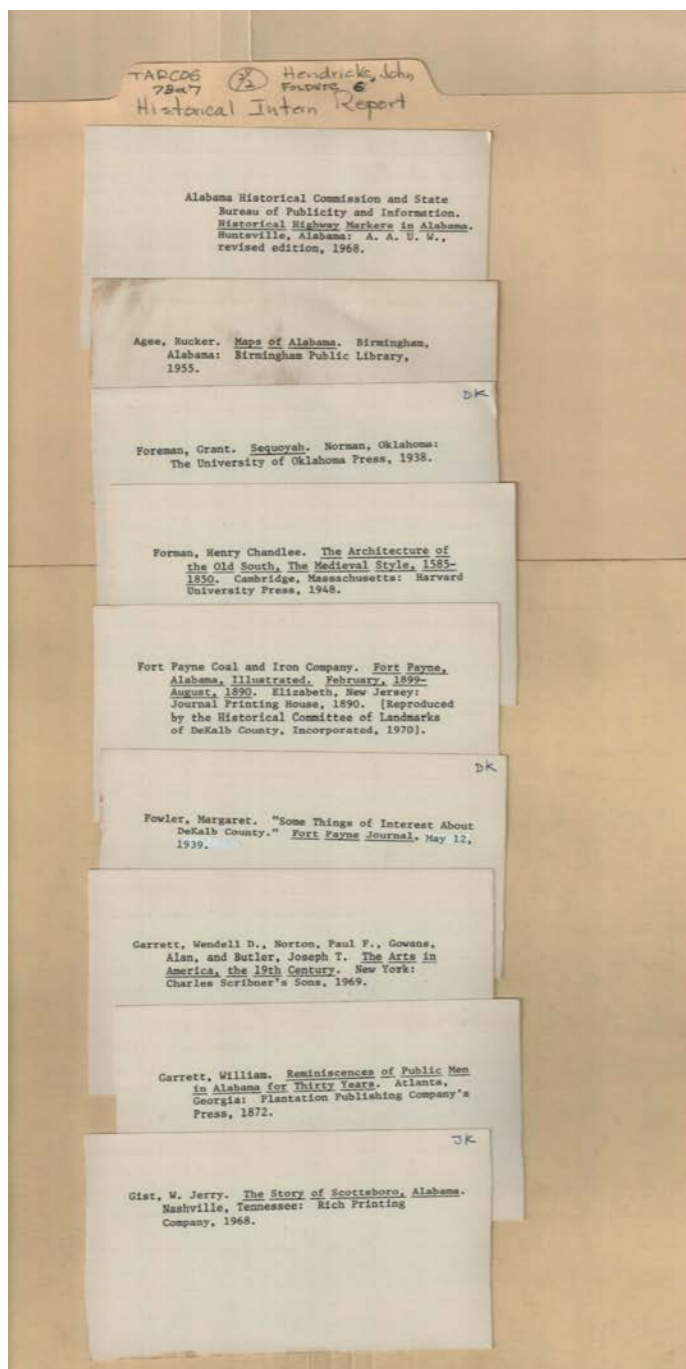 TARCOG
Hendricks, John
FOLDER 6
Historical Intern Report
Alabama Historical Commission and State
Bureau of Publicity and Information.
Historical Highway Markers in Alabama.
Huntsville, Alabama: A. A. U. W.,
revised edition, 1968.
Agee, Rucker. Maps of Alabama. Birmingham,
Alabama: Birmingham Public Library,
1955.
DK
Foreman, Grant. Sequoyah. Norman, Oklahoma:
The University of Oklahoma Press, 1938.
Forman, Henry Chandlee. The Architecture of
the Old South, The Medieval Style, 1585-
1850. Cambridge, Massachusetts: Harvard
University Press, 1948.
Fort Payne Coal and Iron Company. Fort Payne,
Alabama, Illustrated. February, 1899-
August, 1890. Elizabeth, New Jersey:
Journal Printing House, 1890. [Reproduced
by the Historical Committee of Landmarks
of DeKalb County, Incorporated, 1970].
DK
Fowler, Margaret. "Some Things of Interest About
DeKalb County." Fort Payne Journal, May 12,
1939.
Garrett, Wendell D., Norton, Paul F., Gowans,
Alan, and Butler, Joseph T. The Arts in
America, the 19th Century. New York:
Charles Scribner's Sons, 1969.
Garrett, William. Reminiscences of Public Men
in Alabama for Thirty Years. Atlanta,
Georgia: Plantation Publishing Company's
Press, 1872.
JK
Gist, W. Jerry. The Story of Scottsboro, Alabama.
Nashville, Tennessee: Rich Printing
Company, 1968.